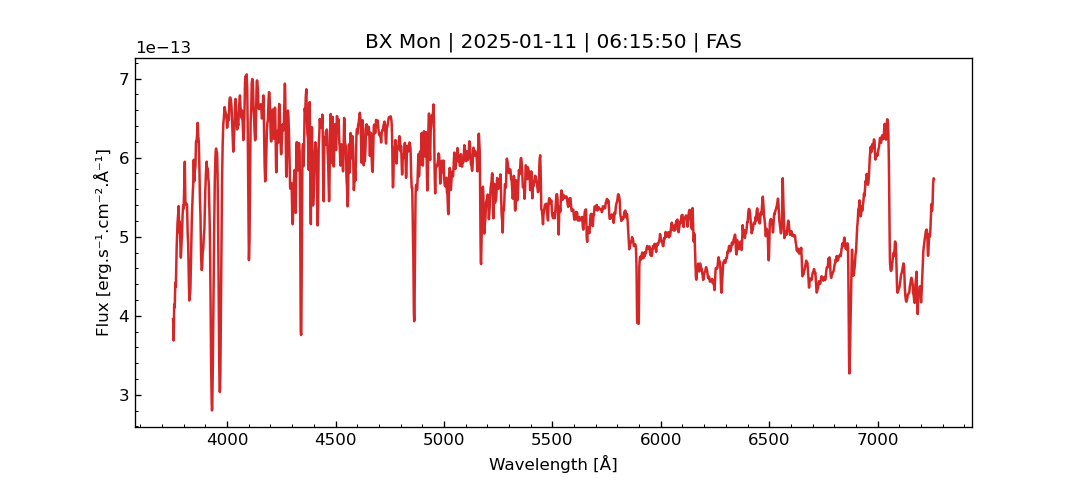 BX Mon | 2025-01-11 | 06:15:50 | FAS
1e−13
7
6
5
4
3
Flux [erg.s⁻¹.cm⁻².Å⁻¹]
4000 4500 5000 5500 6000 6500 7000
Wavelength [Å]